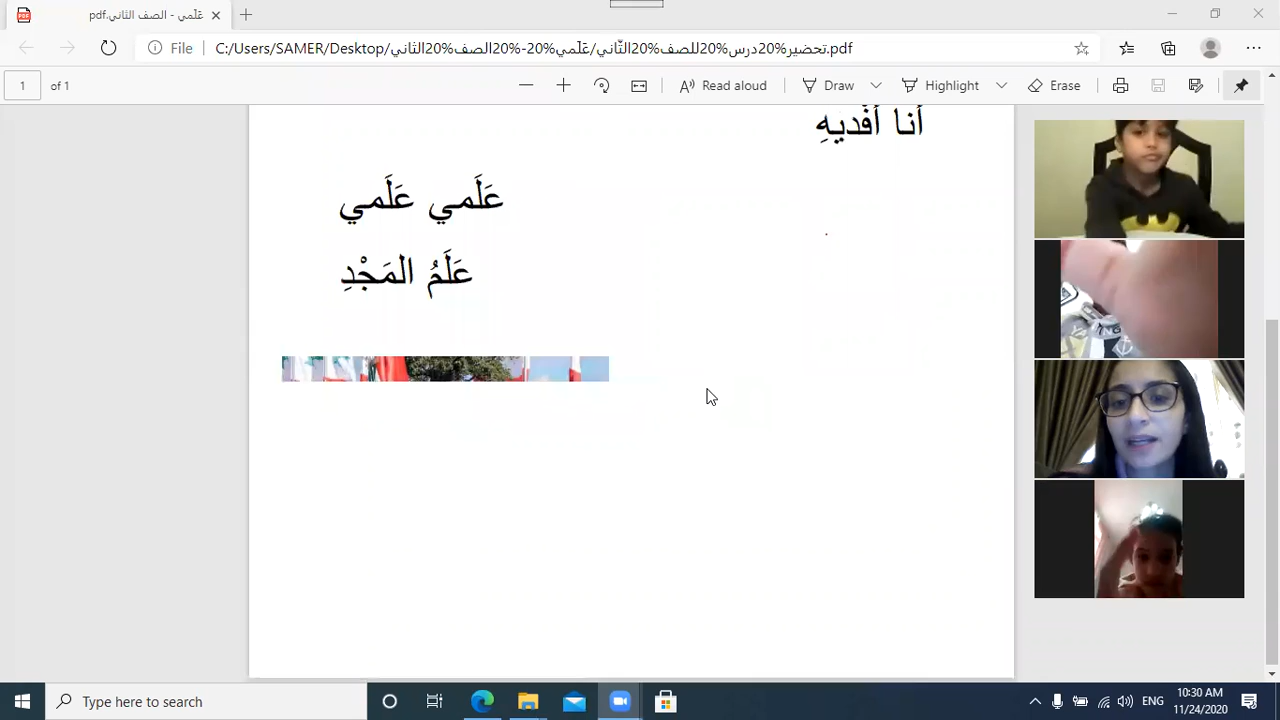 عَلَمي - الصف الثاني.pdf
File
C:/Users/SAMER/Desktop/تحضير%20درس%20للصف%20الثّاني/عَلَمي%20-%20الصف%20الثاني.pdf
1 of 1
Read aloud
Draw
Highlight
Erase
أَنا أَفْديهِ
عَلَمي عَلَمي
عَلَمُ المَجْدِ
Type here to search
ENG
10:30 AM
11/24/2020